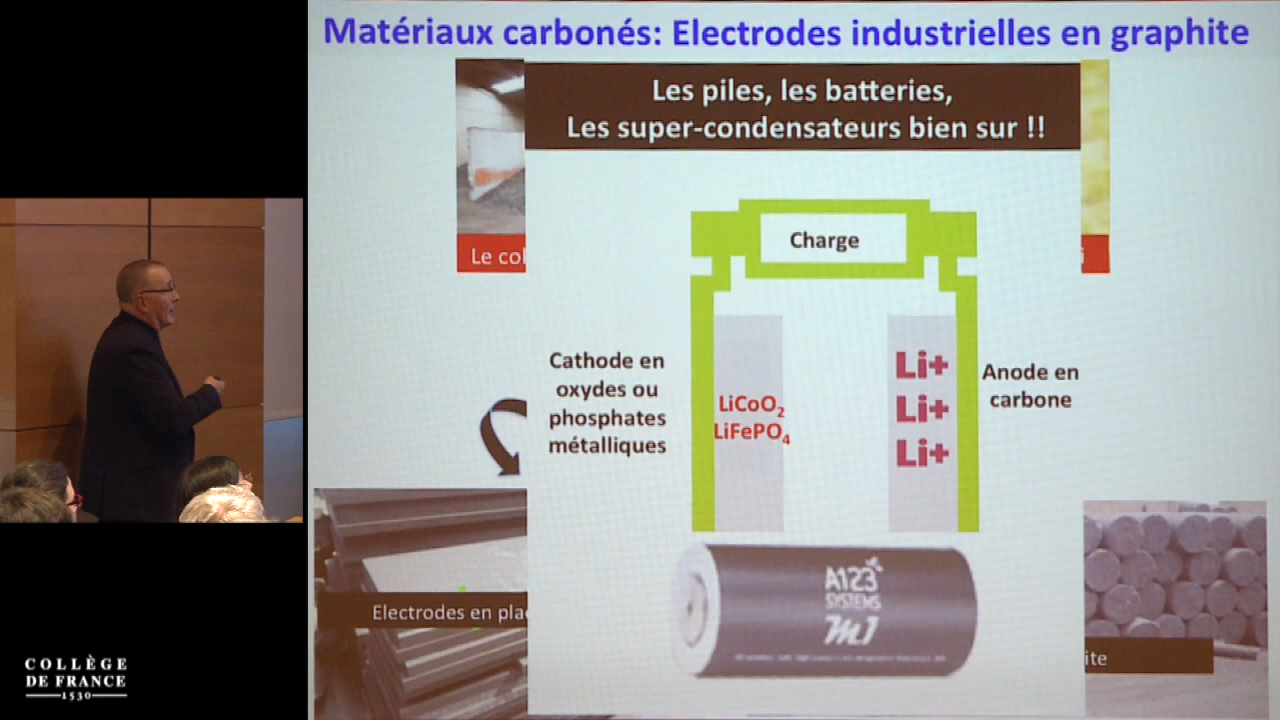 Matériaux carbonés: Electrodes industrielles en graphite
Les piles, les batteries,
Les super-condensateurs bien sur !!
Le co
Charge
Cathode en
oxydes ou
phosphates
métalliques
LiCoO₂
LiFePO₄
Li+
Li+
Li+
Anode en
carbone
Electrodes en pla
A123
SYSTEMS
M1
ite
COLLÈGE
DE FRANCE
1530